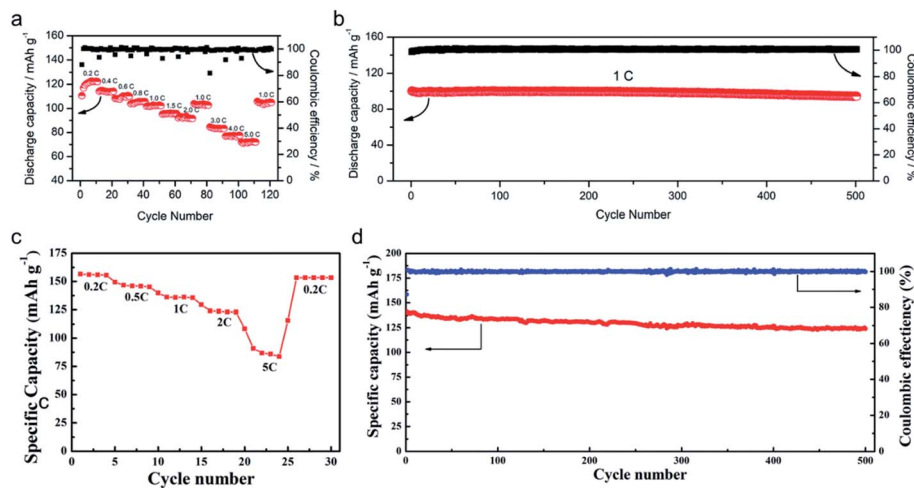 a
Discharge capacity / mAh g⁻¹
160
140
120
100
80
60
40
0.2 C
0.4 C
0.6 C
0.8 C
1.0 C
1.5 C
2.0 C
1.0 C
3.0 C
4.0 C
5.0 C
1.0 C
100
80
60
40
20
0
Coulombic efficiency / %
0 20 40 60 80 100 120
Cycle Number
b
Discharge capacity / mAh g⁻¹
160
140
120
100
80
60
40
1 C
100
80
60
40
20
0
Coulombic efficiency / %
0 100 200 300 400 500
Cycle Number
c
Specific Capacity (mAh g⁻¹)
175
150
125
100
75
50
25
0
0.2C
0.5C
1C
2C
5C
0.2C
0 5 10 15 20 25 30
Cycle number
d
Specific capacity (mAh g⁻¹)
200
175
150
125
100
75
50
25
0
100
80
60
40
20
0
Coulombic effectiency (%)
0 100 200 300 400 500
Cycle number